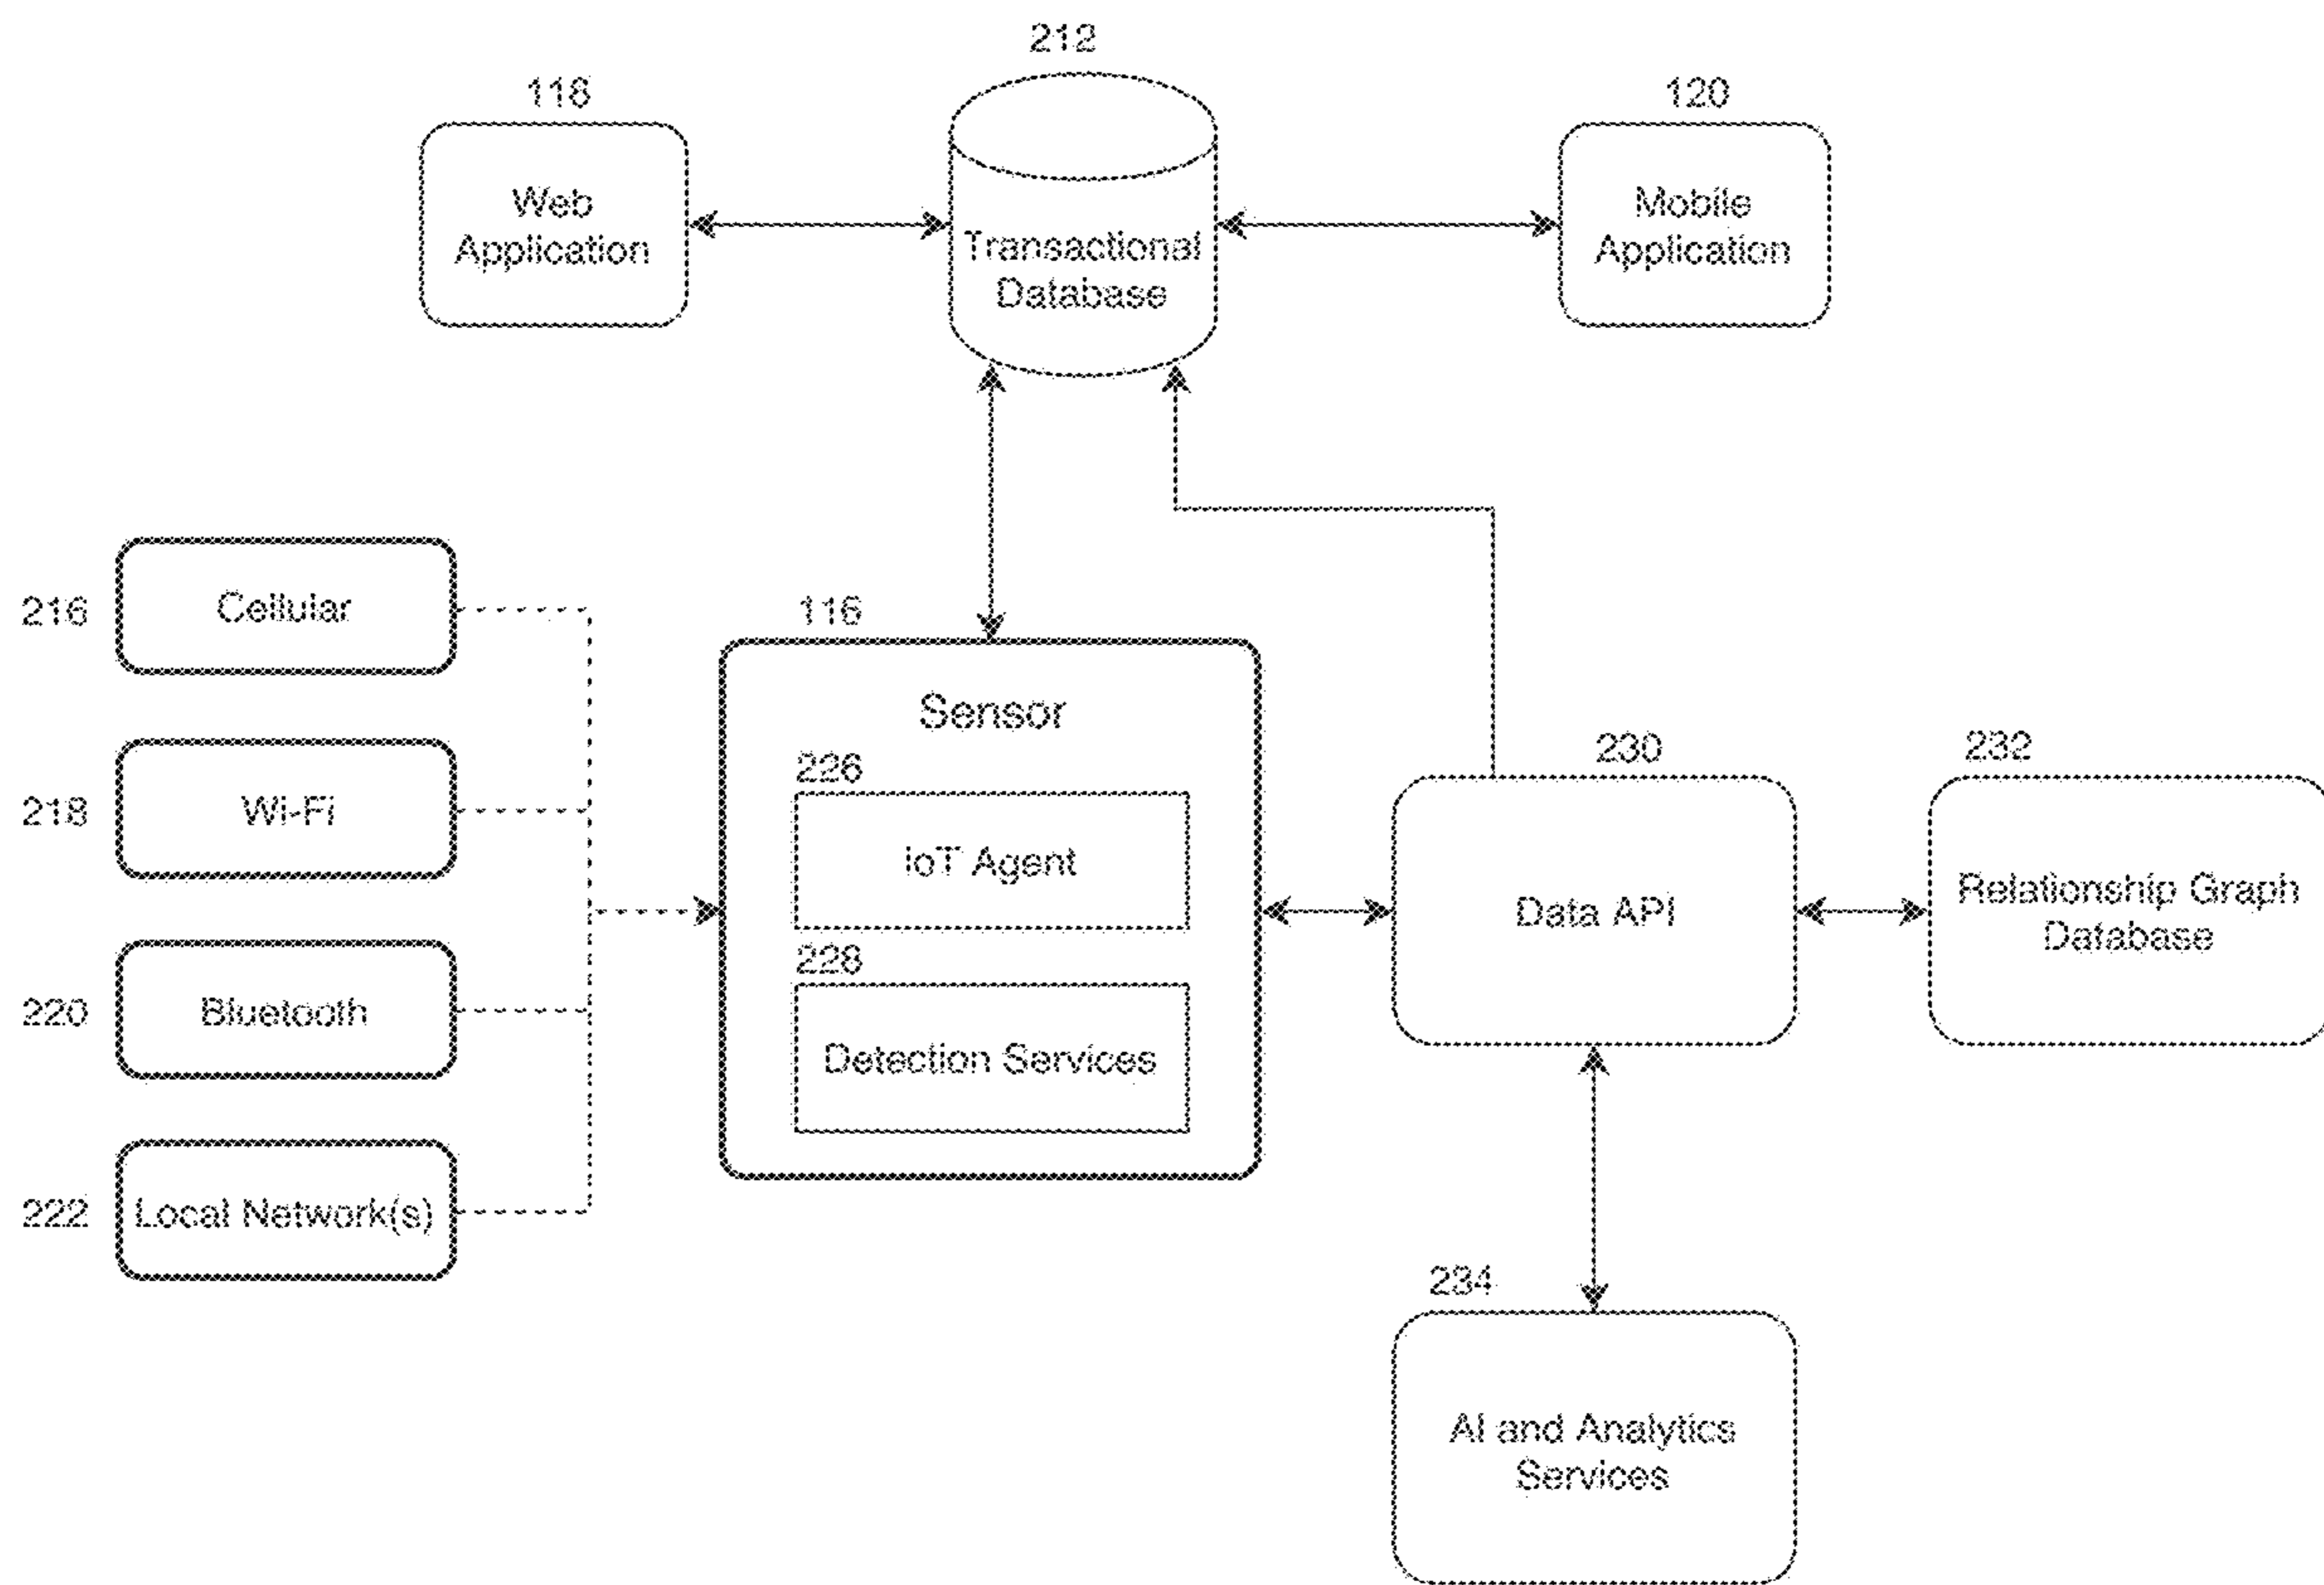 212
118
120
Web
Application
Transactional
Database
Mobile
Application
216
Cellular
218
Wi-Fi
220
Bluetooth
222
Local Network(s)
116
Sensor
226
IoT Agent
228
Detection Services
230
Data API
232
Relationship Graph
Database
234
AI and Analytics
Services